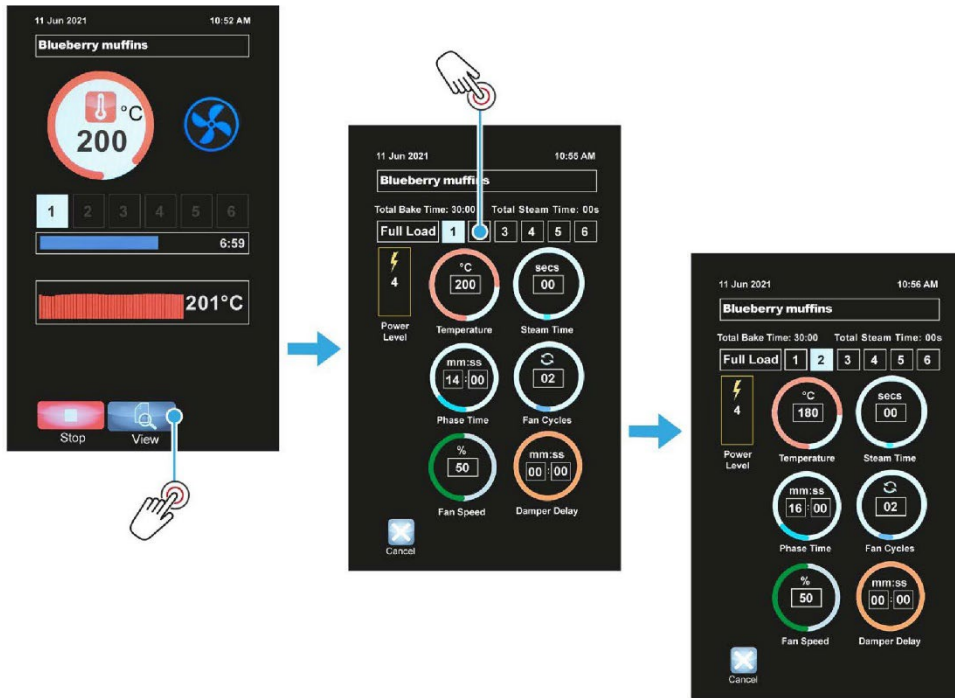 11 Jun 2021 10:52 AM
Blueberry muffins
°C
200
1 2 3 4 5 6
6:59
201°C
Stop View
11 Jun 2021 10:55 AM
Blueberry muffins
Total Bake Time: 30:00 Total Steam Time: 00s
Full Load 1 3 4 5 6
4
Power Level
°C
200
Temperature
secs
00
Steam Time
mm:ss
14:00
Phase Time
02
Fan Cycles
%
50
Fan Speed
mm:ss
00:00
Damper Delay
Cancel
11 Jun 2021 10:56 AM
Blueberry muffins
Total Bake Time: 30:00 Total Steam Time: 00s
Full Load 1 2 3 4 5 6
4
Power Level
°C
180
Temperature
secs
00
Steam Time
mm:ss
16:00
Phase Time
02
Fan Cycles
%
50
Fan Speed
mm:ss
00:00
Damper Delay
Cancel